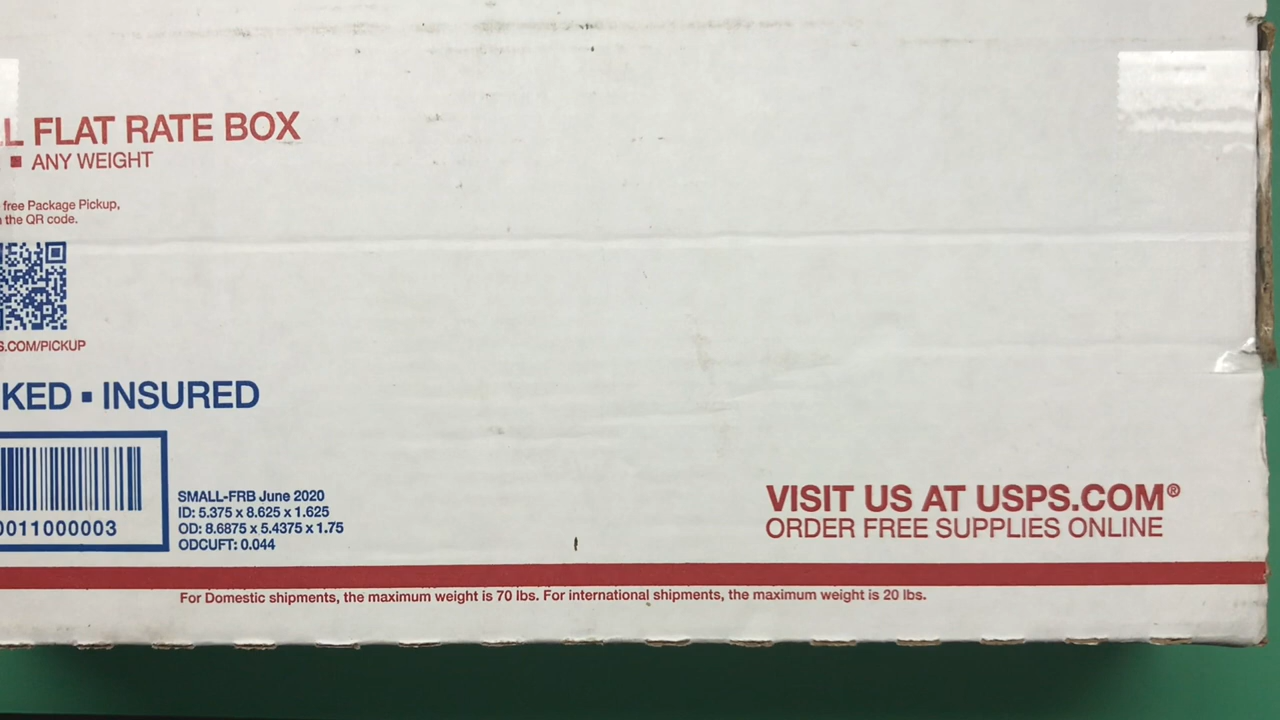 L FLAT RATE BOX
■ ANY WEIGHT
free Package Pickup,
the QR code.
S.COM/PICKUP
KED ▪ INSURED
0011000003
SMALL-FRB June 2020
ID: 5.375 x 8.625 x 1.625
OD: 8.6875 x 5.4375 x 1.75
ODCUFT: 0.044
VISIT US AT USPS.COM®
ORDER FREE SUPPLIES ONLINE
For Domestic shipments, the maximum weight is 70 lbs. For international shipments, the maximum weight is 20 lbs.